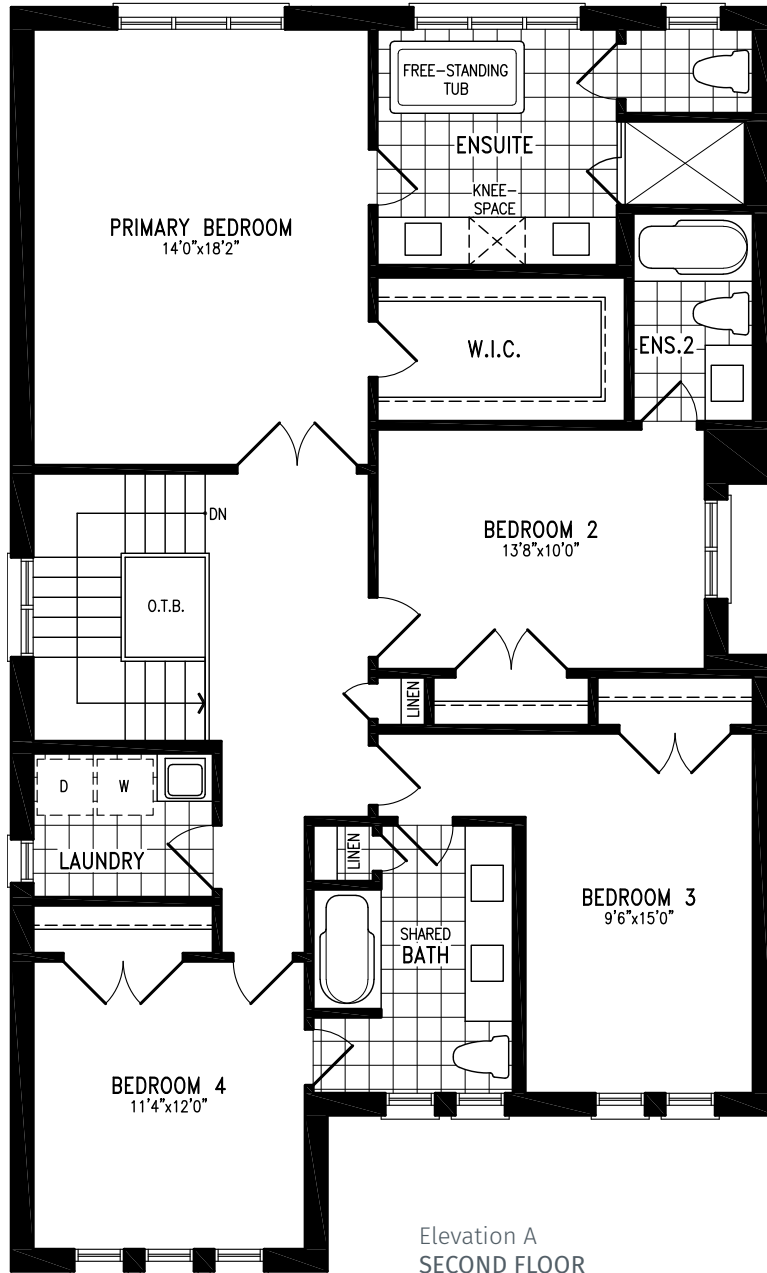 FREE-STANDING
TUB
ENSUITE
KNEE-
SPACE
PRIMARY BEDROOM
14'0"x18'2"
W.I.C.
ENS.2
DN
BEDROOM 2
13'8"x10'0"
O.T.B.
LINEN
D
W
LAUNDRY
LINEN
BEDROOM 3
9'6"x15'0"
SHARED
BATH
BEDROOM 4
11'4"x12'0"
Elevation A
SECOND FLOOR